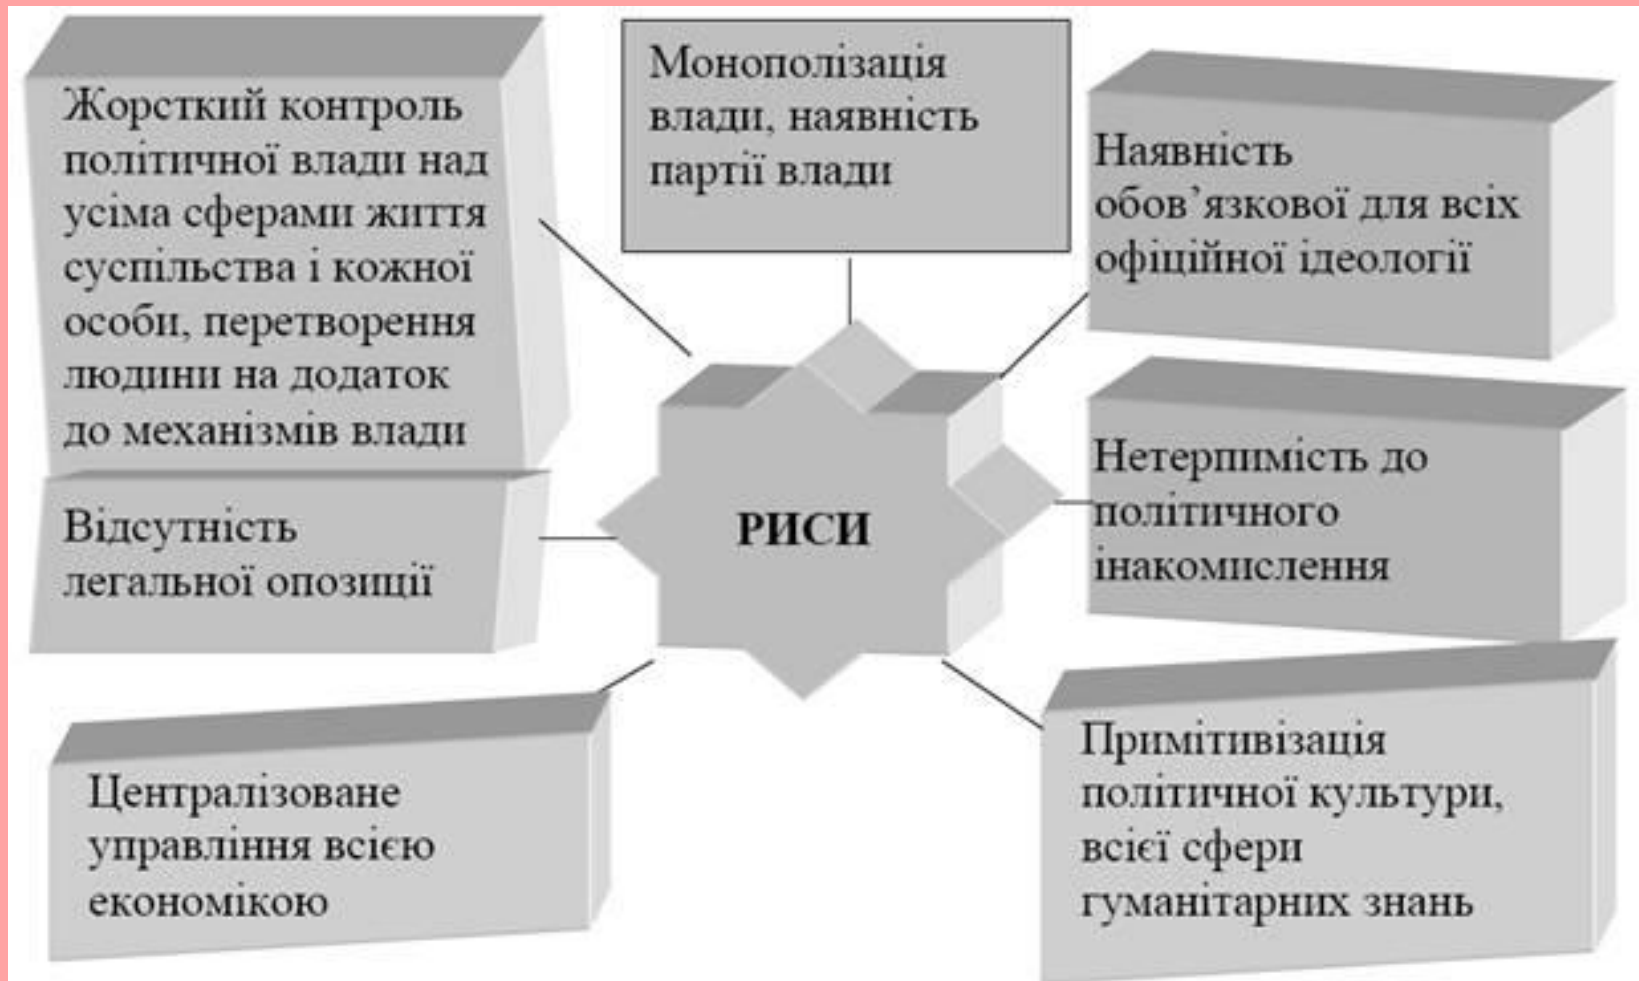 Жорсткий контроль
політичної влади над
усіма сферами життя
суспільства і кожної
особи, перетворення
людини на додаток
до механізмів влади
Монополізація
влади, наявність
партії влади
Наявність
обов’язкової для всіх
офіційної ідеології
Відсутність
легальної опозиції
РИСИ
Нетерпимість до
політичного
інакомислення
Централізоване
управління всією
економікою
Примітивізація
політичної культури,
всієї сфери
гуманітарних знань